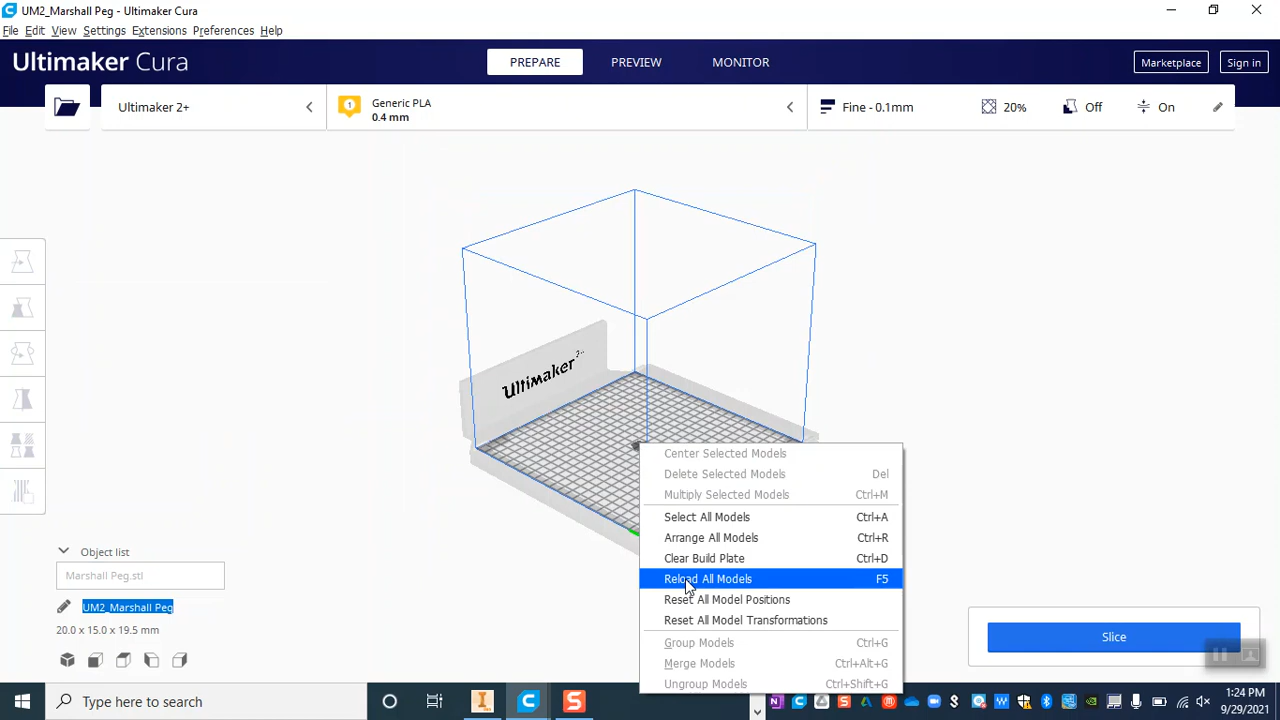 UM2_Marshall Peg - Ultimaker Cura
File Edit View Settings Extensions Preferences Help
Ultimaker Cura
PREPARE
PREVIEW
MONITOR
Marketplace
Sign in
Ultimaker 2+
1
Generic PLA
0.4 mm
Fine - 0.1mm
20%
Off
On
Ultimaker 2+
Center Selected Models
Delete Selected Models Del
Multiply Selected Models Ctrl+M
Select All Models Ctrl+A
Arrange All Models Ctrl+R
Clear Build Plate Ctrl+D
Reload All Models F5
Reset All Model Positions
Reset All Model Transformations
Group Models Ctrl+G
Merge Models Ctrl+Alt+G
Ungroup Models Ctrl+Shift+G
Object list
Marshall Peg.stl
UM2_Marshall Peg
20.0 x 15.0 x 19.5 mm
Slice
Type here to search
1:24 PM
9/29/2021